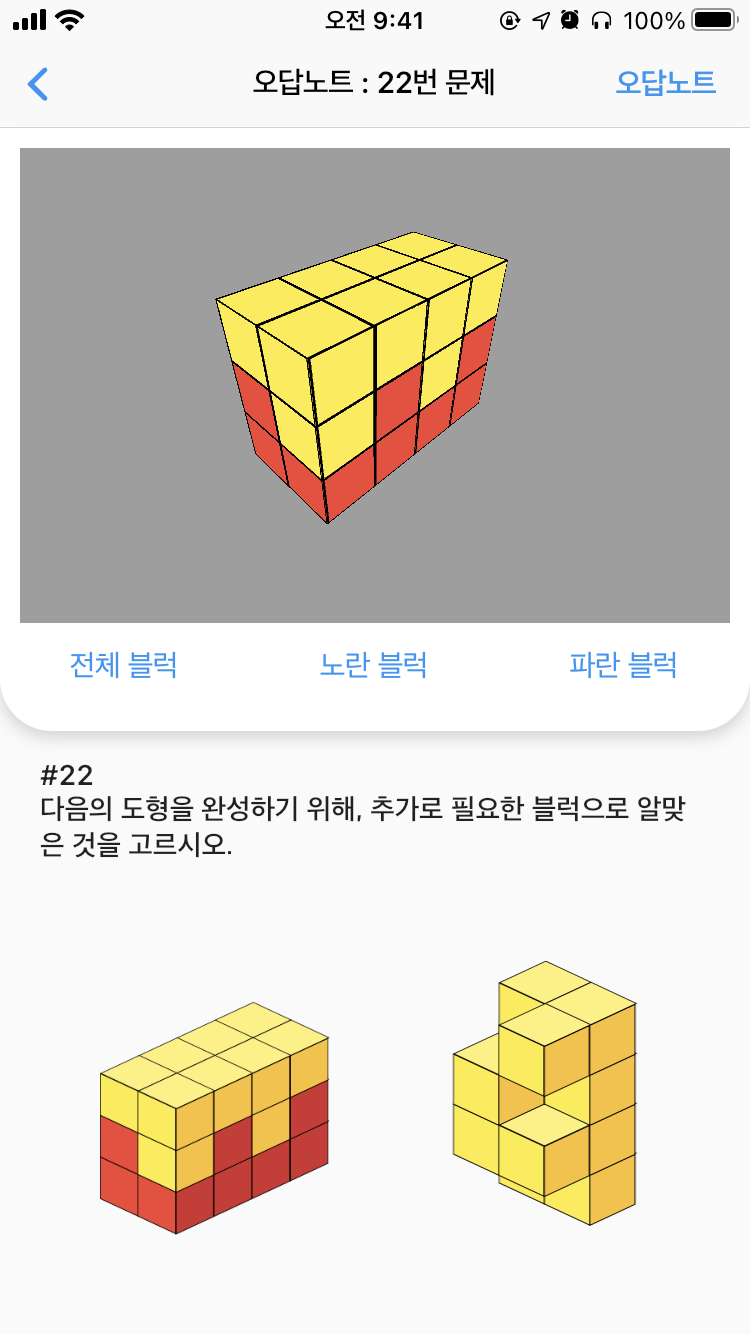 오전 9:41
100%
오답노트 : 22번 문제
오답노트
전체 블럭
노란 블럭
파란 블럭
#22
다음의 도형을 완성하기 위해, 추가로 필요한 블럭으로 알맞
은 것을 고르시오.